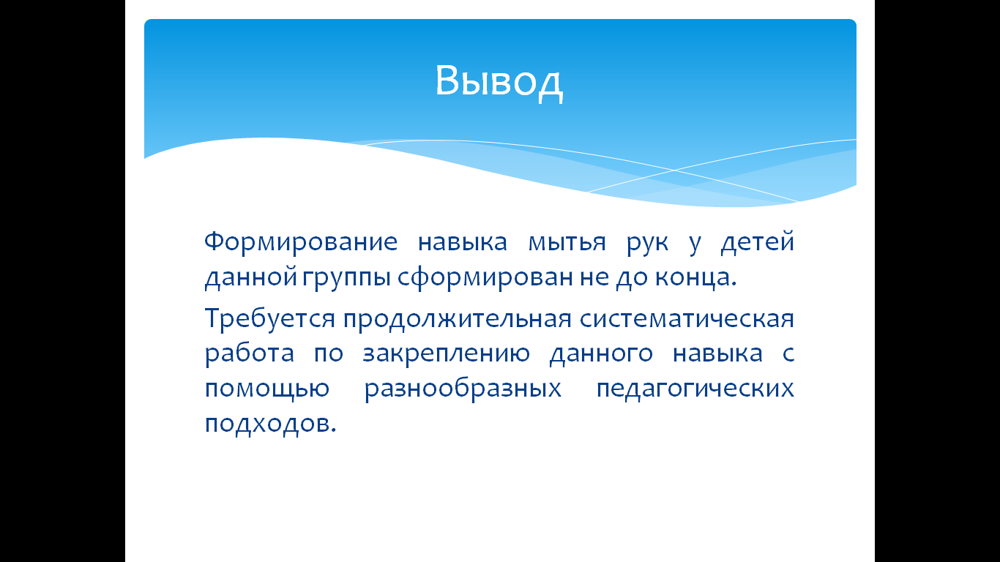 Вывод
Формирование навыка мытья рук у детей
данной группы сформирован не до конца.
Требуется продолжительная систематическая
работа по закреплению данного навыка с
помощью разнообразных педагогических
подходов.